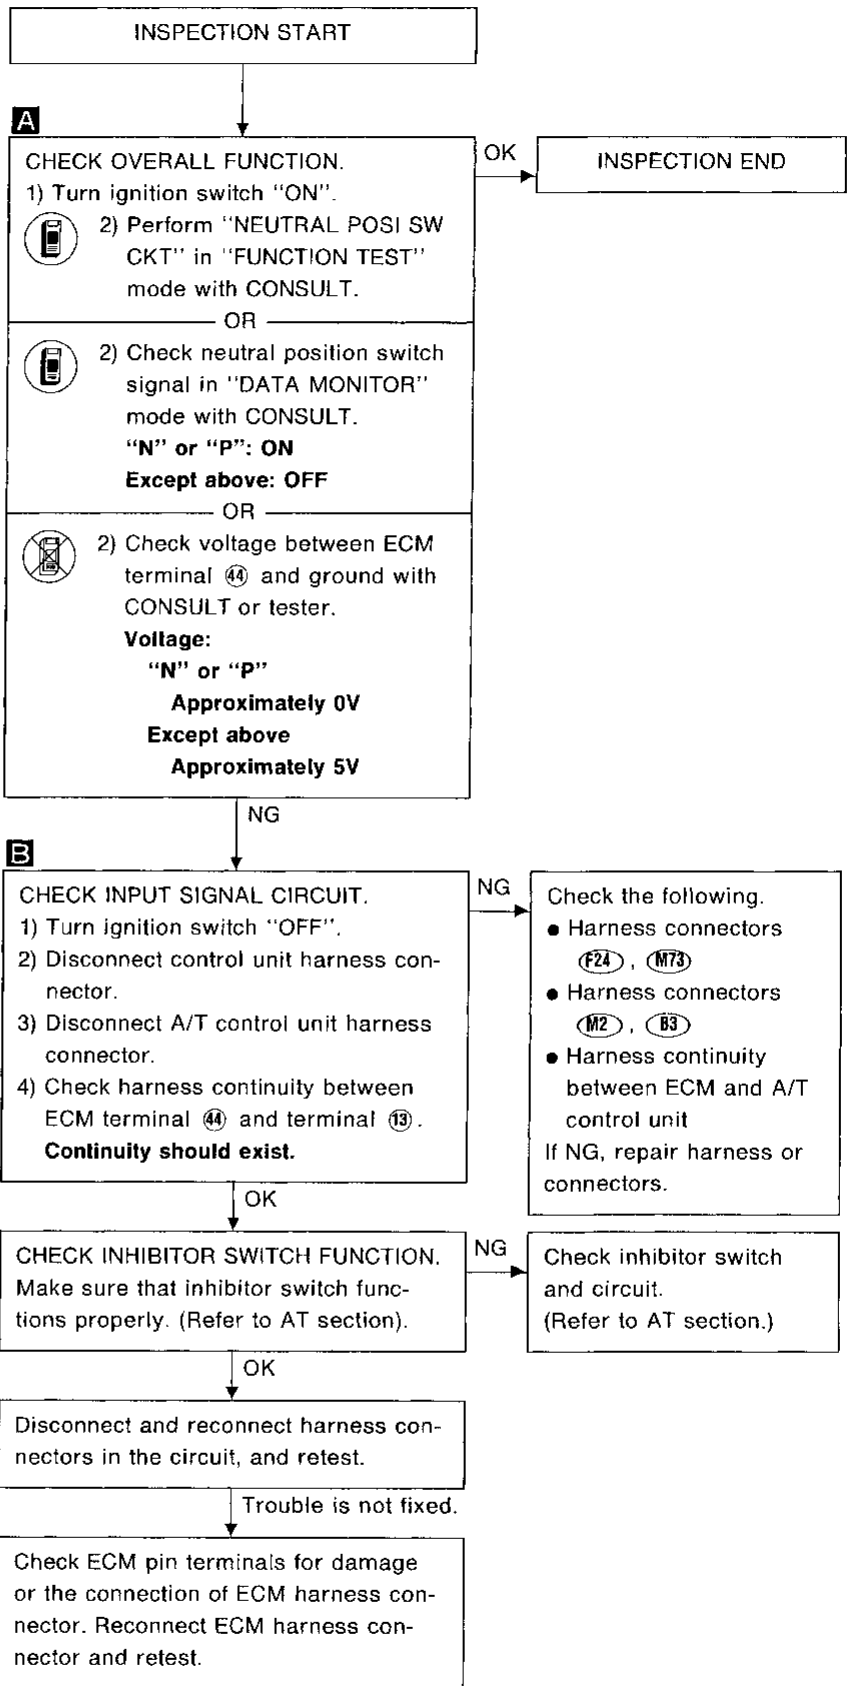 INSPECTION START
A
CHECK OVERALL FUNCTION.
1) Turn ignition switch “ON”.
2) Perform “NEUTRAL POSI SW
CKT” in “FUNCTION TEST”
mode with CONSULT.
OR
2) Check neutral position switch
signal in “DATA MONITOR”
mode with CONSULT.
“N” or “P”: ON
Except above: OFF
OR
2) Check voltage between ECM
terminal 44 and ground with
CONSULT or tester.
Voltage:
“N” or “P”
Approximately 0V
Except above
Approximately 5V
OK
INSPECTION END
NG
B
CHECK INPUT SIGNAL CIRCUIT.
1) Turn ignition switch “OFF”.
2) Disconnect control unit harness con-
nector.
3) Disconnect A/T control unit harness
connector.
4) Check harness continuity between
ECM terminal 44 and terminal 13.
Continuity should exist.
NG
Check the following.
● Harness connectors
F24, M73
● Harness connectors
M2, B3
● Harness continuity
between ECM and A/T
control unit
If NG, repair harness or
connectors.
OK
CHECK INHIBITOR SWITCH FUNCTION.
Make sure that inhibitor switch func-
tions properly. (Refer to AT section).
NG
Check inhibitor switch
and circuit.
(Refer to AT section.)
OK
Disconnect and reconnect harness con-
nectors in the circuit, and retest.
Trouble is not fixed.
Check ECM pin terminals for damage
or the connection of ECM harness con-
nector. Reconnect ECM harness con-
nector and retest.